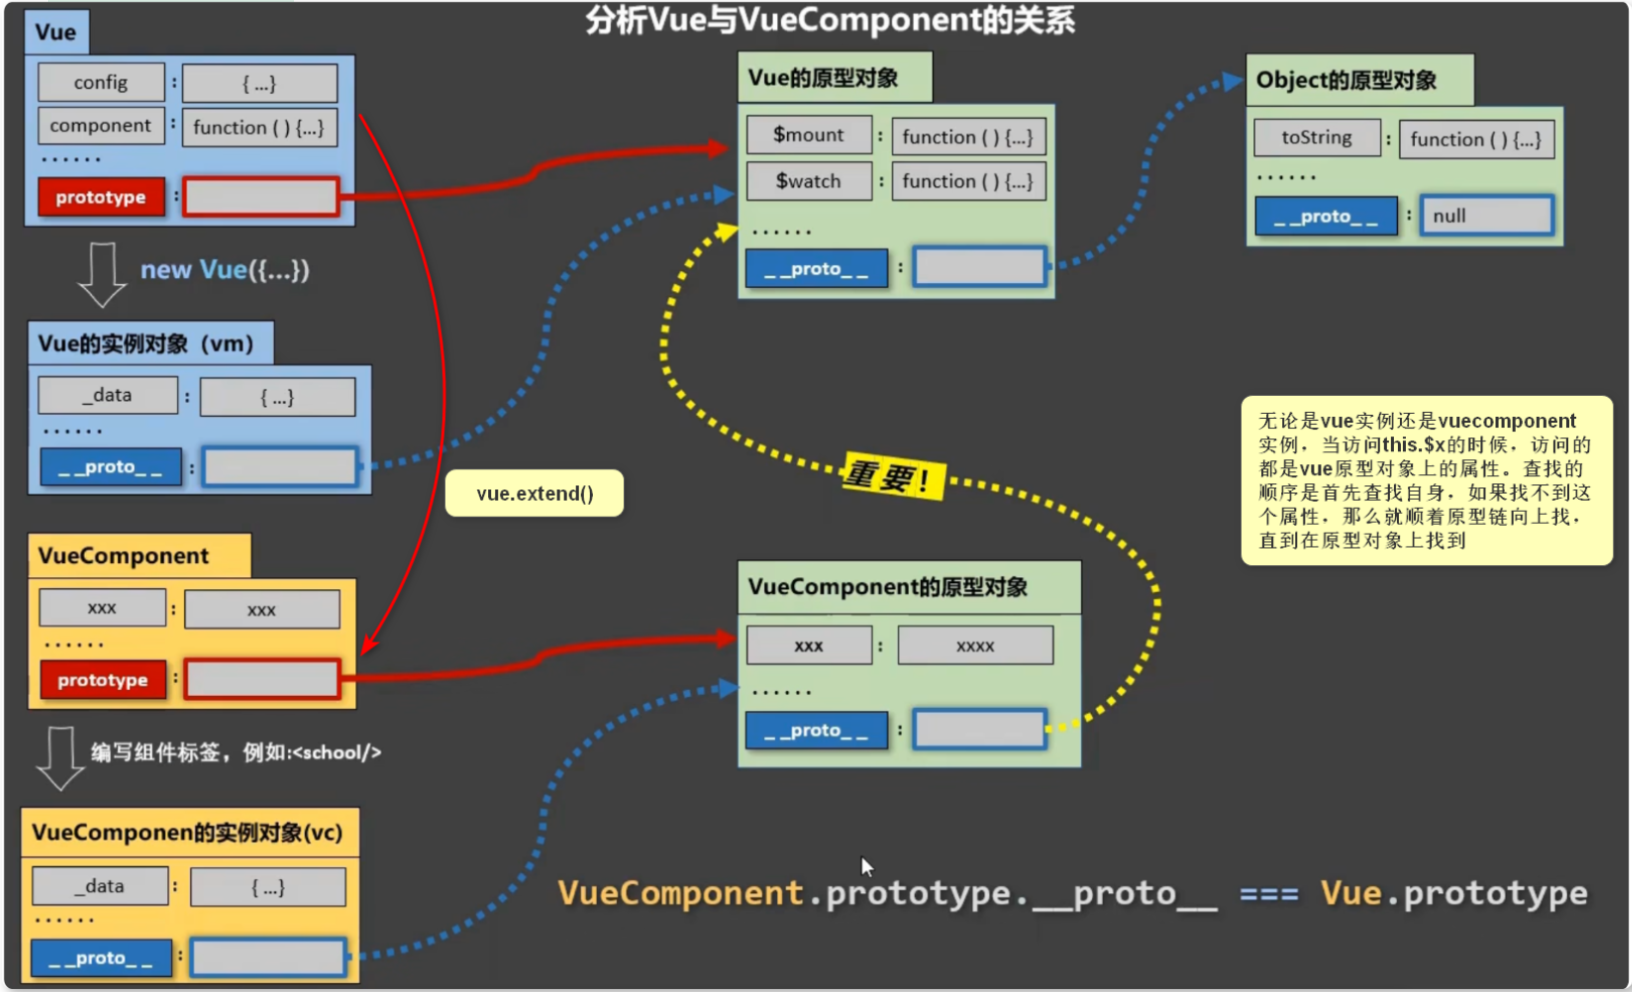 分析Vue与VueComponent的关系
Vue
config : { ...}
component : function ( ) {...}
······
prototype :
new Vue({...})
Vue的实例对象（vm）
_data : { ...}
······
_ _proto_ _ :
vue.extend()
VueComponent
xxx : xxx
······
prototype :
编写组件标签，例如:<school/>
VueComponen的实例对象(vc)
_data : { ...}
······
_ _proto_ _ :
Vue的原型对象
$mount : function ( ) {...}
$watch : function ( ) {...}
······
_ _proto_ _ :
重要！
VueComponent的原型对象
xxx : xxxx
······
_ _proto_ _ :
Object的原型对象
toString : function ( ) {...}
······
_ _proto_ _ : null
无论是vue实例还是vuecomponent
实例，当访问this.$x的时候，访问的
都是vue原型对象上的属性。查找的
顺序是首先查找自身，如果找不到这
个属性，那么就顺着原型链向上找，
直到在原型对象上找到
VueComponent.prototype.__proto__ === Vue.prototype